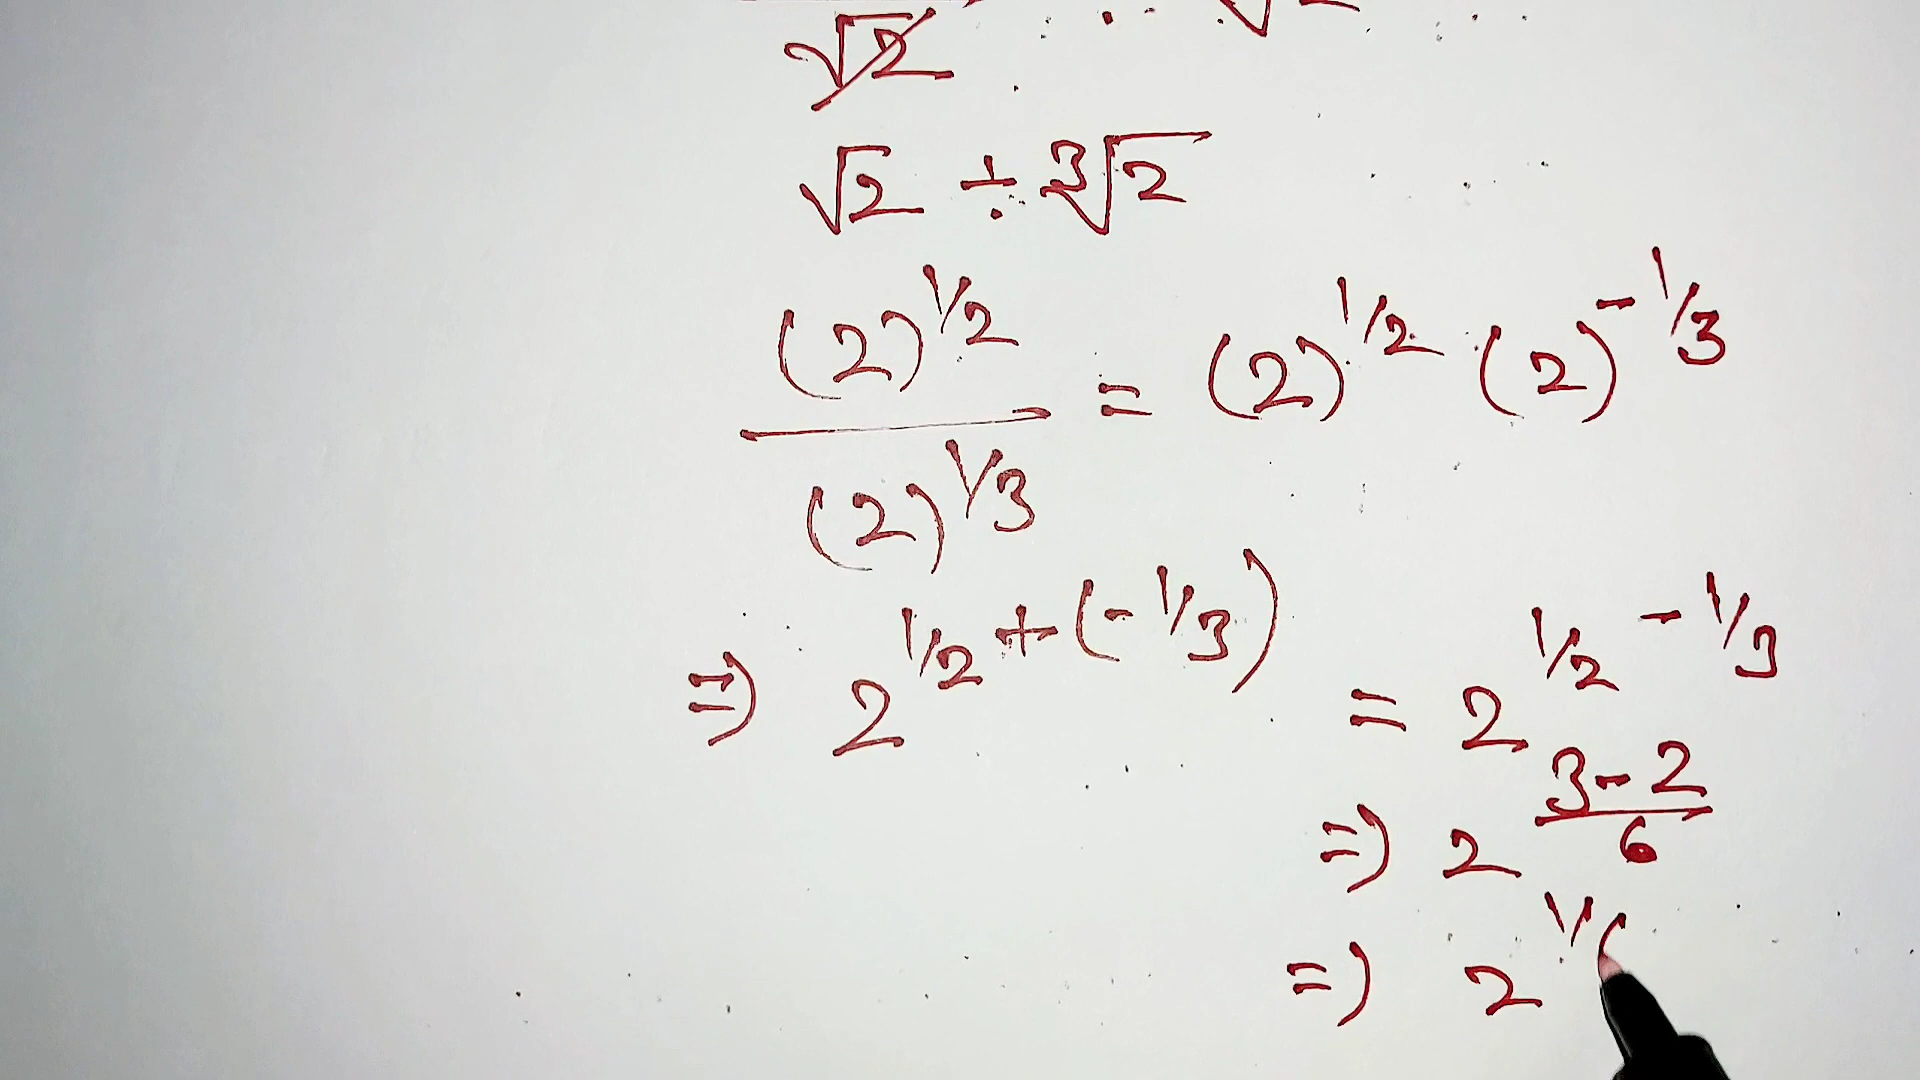 √2
√2 ÷ ∛2
(2)^1/2 / (2)^1/3 = (2)^1/2 (2)^-1/3
⇒ 2^1/2+(-1/3) = 2^1/2-1/3
⇒ 2^(3-2)/6
⇒ 2^1/